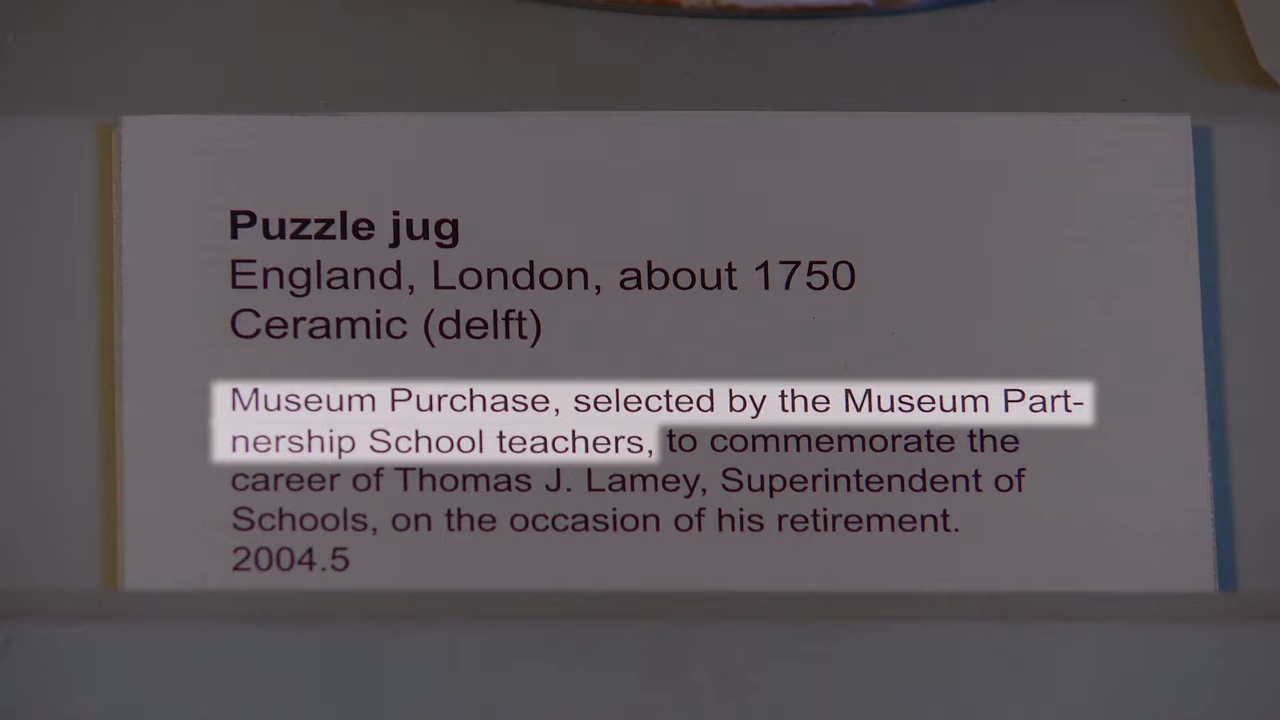 Puzzle jug
England, London, about 1750
Ceramic (delft)
Museum Purchase, selected by the Museum Part-
nership School teachers, to commemorate the
career of Thomas J. Lamey, Superintendent of
Schools, on the occasion of his retirement.
2004.5